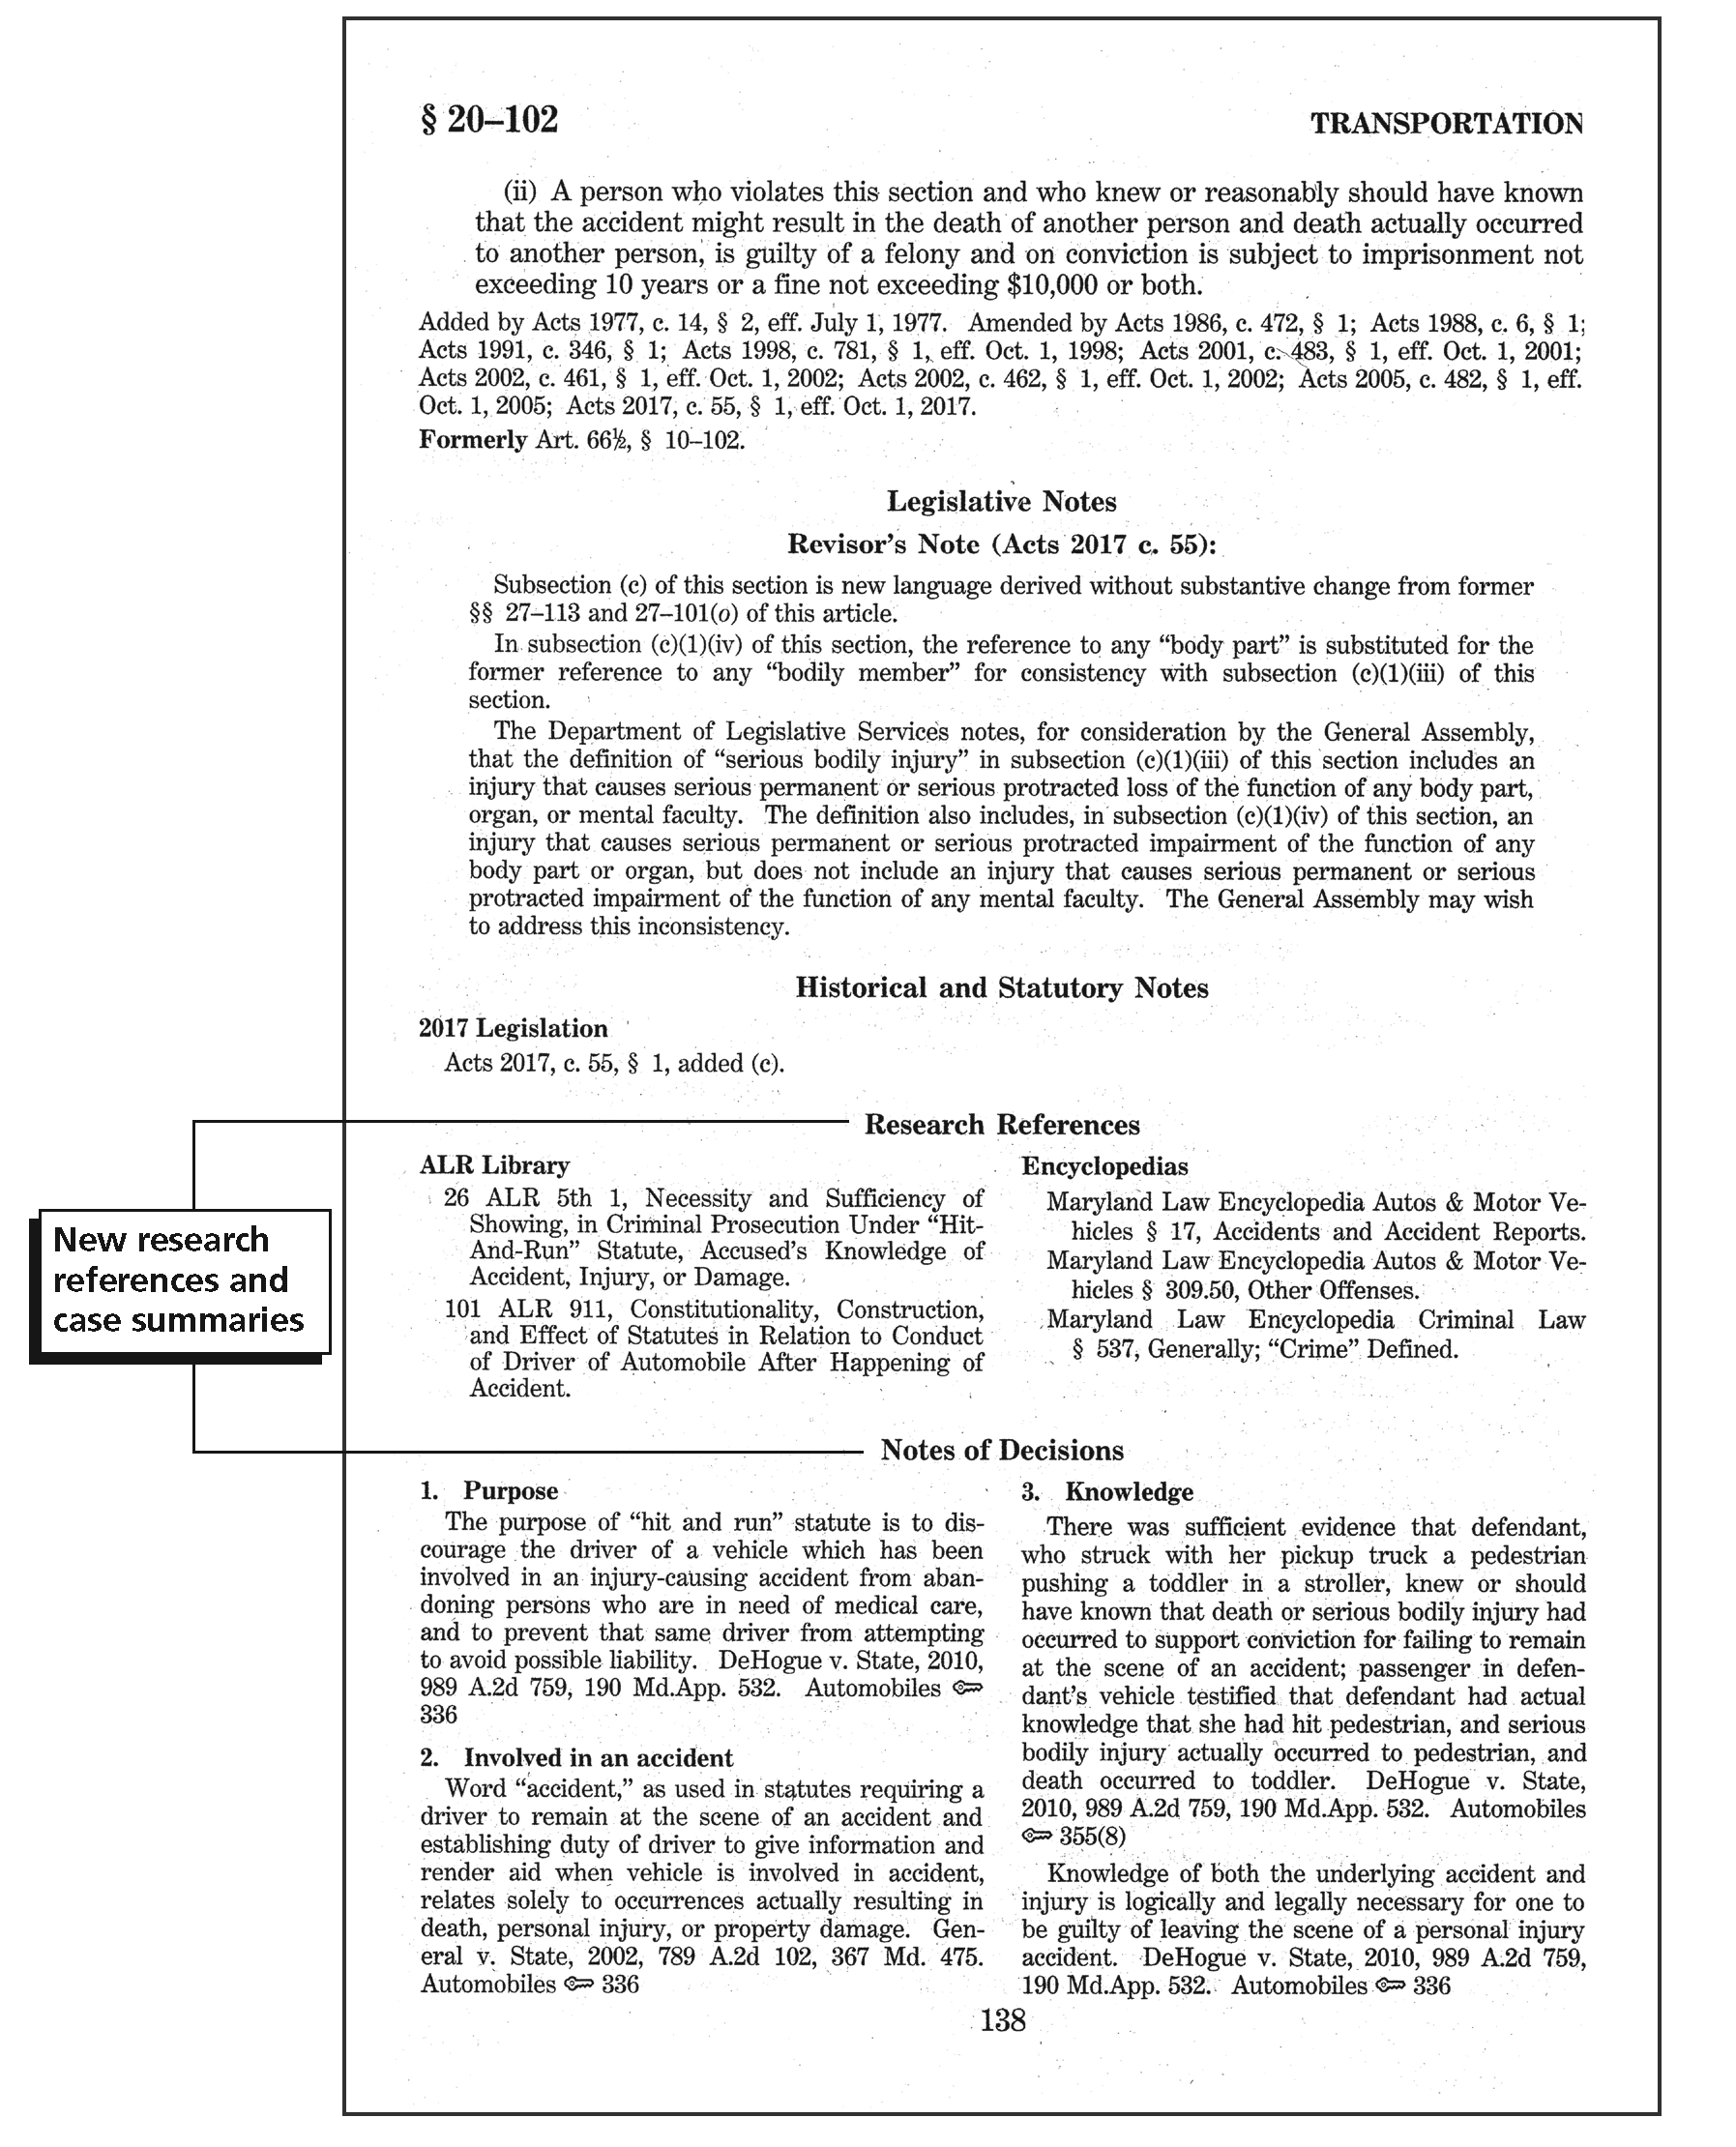 § 20–102
TRANSPORTATION
(ii) A person who violates this section and who knew or reasonably should have known
that the accident might result in the death of another person and death actually occurred
to another person, is guilty of a felony and on conviction is subject to imprisonment not
exceeding 10 years or a fine not exceeding $10,000 or both.
Added by Acts 1977, c. 14, § 2, eff. July 1, 1977. Amended by Acts 1986, c. 472, § 1; Acts 1988, c. 6, § 1;
Acts 1991, c. 346, § 1; Acts 1998, c. 781, § 1, eff. Oct. 1, 1998; Acts 2001, c. 483, § 1, eff. Oct. 1, 2001;
Acts 2002, c. 461, § 1, eff. Oct. 1, 2002; Acts 2002, c. 462, § 1, eff. Oct. 1, 2002; Acts 2005, c. 482, § 1, eff.
Oct. 1, 2005; Acts 2017, c. 55, § 1, eff. Oct. 1, 2017.
Formerly Art. 66½, § 10–102.
Legislative Notes
Revisor's Note (Acts 2017 c. 55):
Subsection (c) of this section is new language derived without substantive change from former
§§ 27–113 and 27–101(o) of this article.
In subsection (c)(1)(iv) of this section, the reference to any “body part” is substituted for the
former reference to any “bodily member” for consistency with subsection (c)(1)(iii) of this
section.
The Department of Legislative Services notes, for consideration by the General Assembly,
that the definition of “serious bodily injury” in subsection (c)(1)(iii) of this section includes an
injury that causes serious permanent or serious protracted loss of the function of any body part,
organ, or mental faculty. The definition also includes, in subsection (c)(1)(iv) of this section, an
injury that causes serious permanent or serious protracted impairment of the function of any
body part or organ, but does not include an injury that causes serious permanent or serious
protracted impairment of the function of any mental faculty. The General Assembly may wish
to address this inconsistency.
Historical and Statutory Notes
2017 Legislation
Acts 2017, c. 55, § 1, added (c).
New research
references and
case summaries
Research References
ALR Library
26 ALR 5th 1, Necessity and Sufficiency of
Showing, in Criminal Prosecution Under “Hit-
And-Run” Statute, Accused's Knowledge of
Accident, Injury, or Damage.
101 ALR 911, Constitutionality, Construction,
and Effect of Statutes in Relation to Conduct
of Driver of Automobile After Happening of
Accident.
Encyclopedias
Maryland Law Encyclopedia Autos & Motor Ve-
hicles § 17, Accidents and Accident Reports.
Maryland Law Encyclopedia Autos & Motor Ve-
hicles § 309.50, Other Offenses.
Maryland Law Encyclopedia Criminal Law
§ 537, Generally; “Crime” Defined.
Notes of Decisions
1. Purpose
The purpose of “hit and run” statute is to dis-
courage the driver of a vehicle which has been
involved in an injury-causing accident from aban-
doning persons who are in need of medical care,
and to prevent that same driver from attempting
to avoid possible liability. DeHogue v. State, 2010,
989 A.2d 759, 190 Md.App. 532. Automobiles
336
2. Involved in an accident
Word “accident,” as used in statutes requiring a
driver to remain at the scene of an accident and
establishing duty of driver to give information and
render aid when vehicle is involved in accident,
relates solely to occurrences actually resulting in
death, personal injury, or property damage. Gen-
eral v. State, 2002, 789 A.2d 102, 367 Md. 475.
Automobiles 336
3. Knowledge
There was sufficient evidence that defendant,
who struck with her pickup truck a pedestrian
pushing a toddler in a stroller, knew or should
have known that death or serious bodily injury had
occurred to support conviction for failing to remain
at the scene of an accident; passenger in defen-
dant's vehicle testified that defendant had actual
knowledge that she had hit pedestrian, and serious
bodily injury actually occurred to pedestrian, and
death occurred to toddler. DeHogue v. State,
2010, 989 A.2d 759, 190 Md.App. 532. Automobiles
355(8)
Knowledge of both the underlying accident and
injury is logically and legally necessary for one to
be guilty of leaving the scene of a personal injury
accident. DeHogue v. State, 2010, 989 A.2d 759,
190 Md.App. 532. Automobiles 336
138